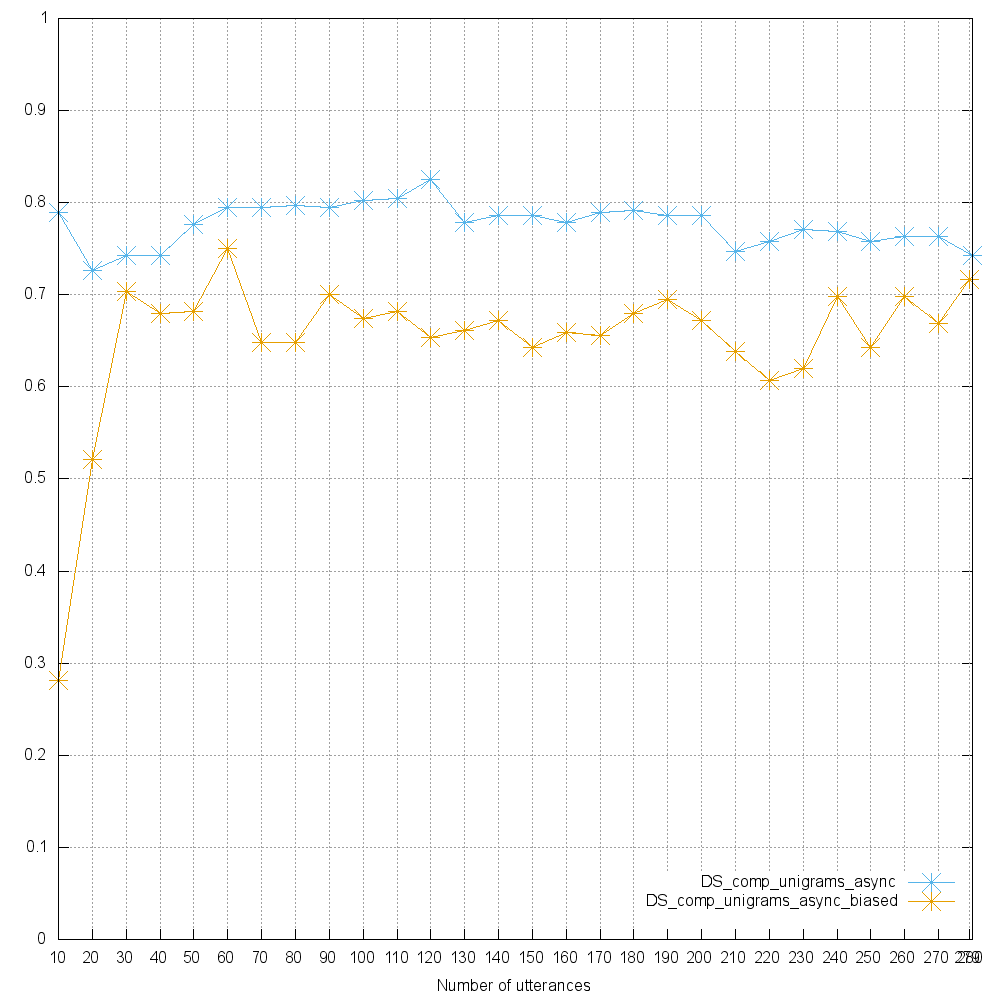 1
0.9
0.8
0.7
0.6
0.5
0.4
0.3
0.2
0.1
0
DS_comp_unigrams_async
DS_comp_unigrams_async_biased
10 20 30 40 50 60 70 80 90 100 110 120 130 140 150 160 170 180 190 200 210 220 230 240 250 260 270 279 280
Number of utterances